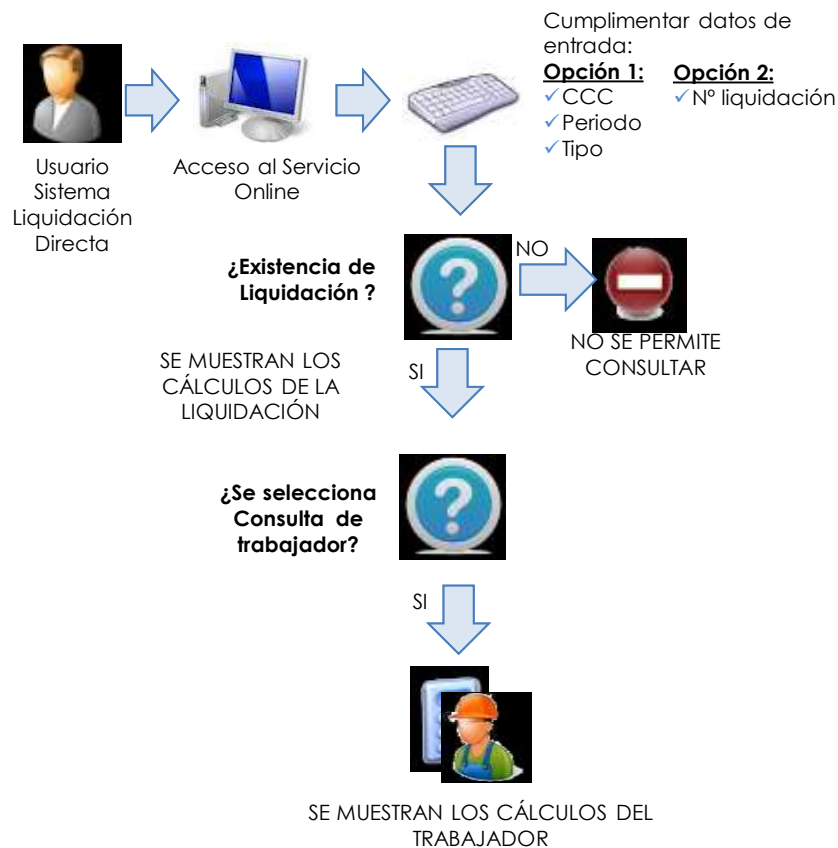 Cumplimentar datos de
entrada:
Opción 1:
✓CCC
✓Periodo
✓Tipo
Opción 2:
✓Nº liquidación
Usuario
Sistema
Liquidación
Directa
Acceso al Servicio
Online
¿Existencia de
Liquidación ?
NO
NO SE PERMITE
CONSULTAR
SI
SE MUESTRAN LOS
CÁLCULOS DE LA
LIQUIDACIÓN
¿Se selecciona
Consulta de
trabajador?
SI
SE MUESTRAN LOS CÁLCULOS DEL
TRABAJADOR